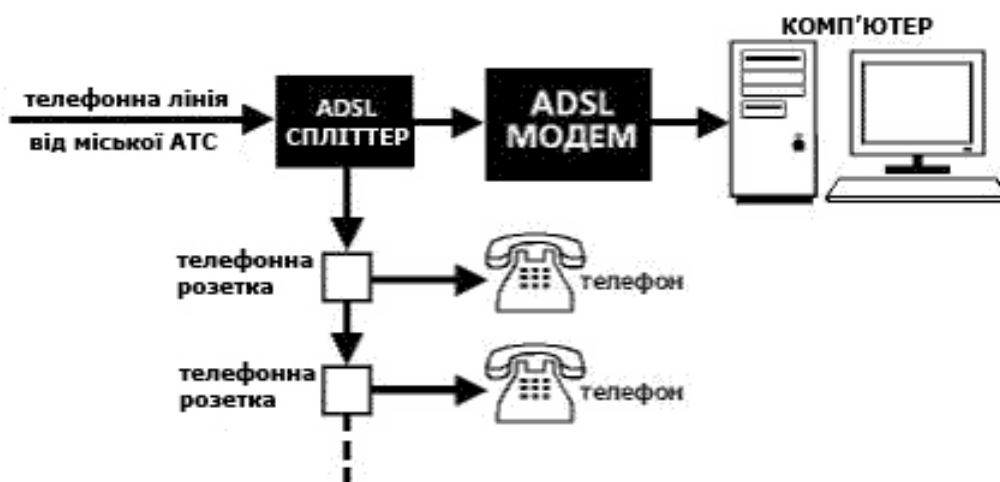 КОМП’ЮТЕР
телефонна лінія
від міської АТС
ADSL
СПЛІТТЕР
ADSL
МОДЕМ
телефонна
розетка
телефон
телефонна
розетка
телефон